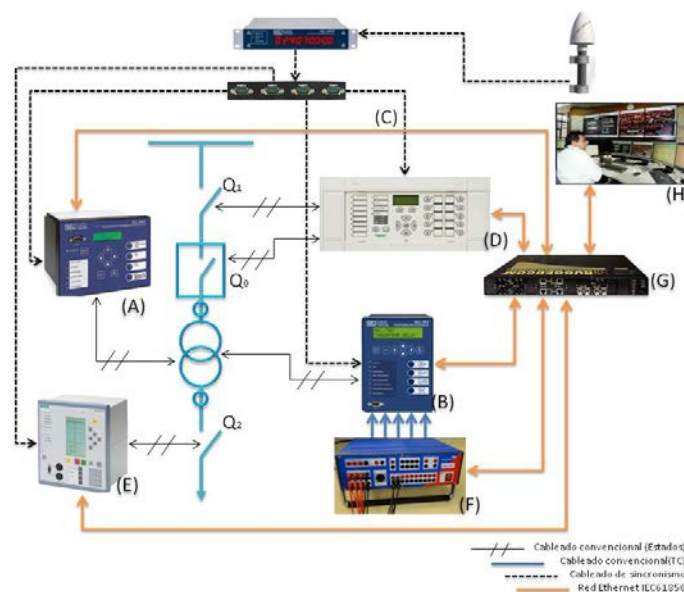 (C)
Q1
(H)
(D)
Q0
(A)
(G)
(B)
Q2
(E)
(F)
Cableado convencional (Estados)
Cableado convencional(TC)
Cableado de sincronismo
Red Ethernet IEC61850